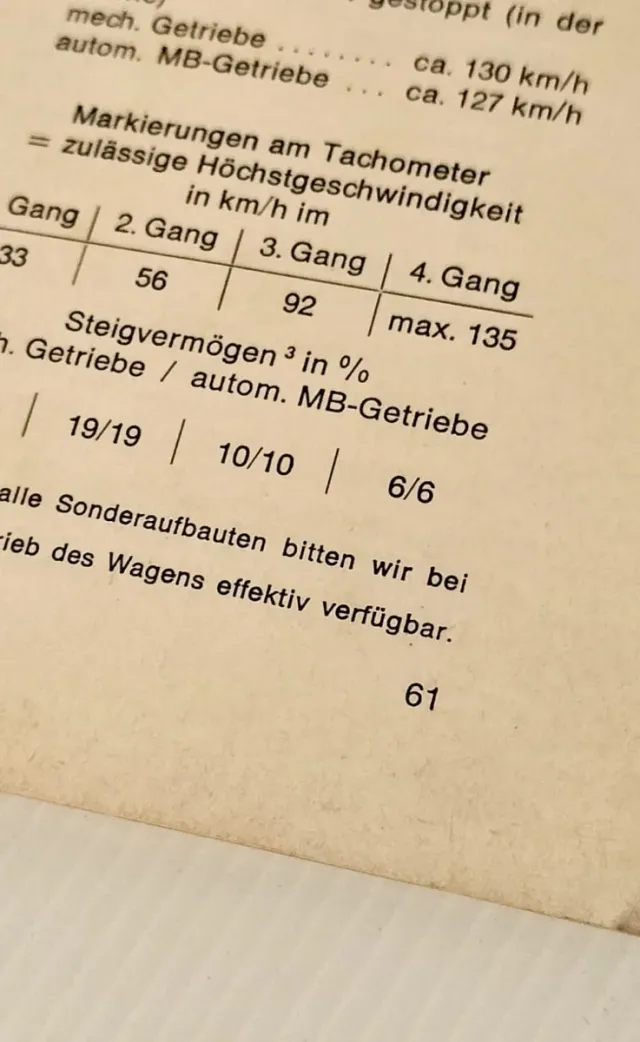 gestoppt (in der
mech. Getriebe ........ ca. 130 km/h
autom. MB-Getriebe ... ca. 127 km/h
Markierungen am Tachometer
= zulässige Höchstgeschwindigkeit
in km/h im
Gang | 2. Gang | 3. Gang | 4. Gang
33 | 56 | 92 | max. 135
Steigvermögen ³ in %
h. Getriebe / autom. MB-Getriebe
| 19/19 | 10/10 | 6/6
alle Sonderaufbauten bitten wir bei
rieb des Wagens effektiv verfügbar.
61